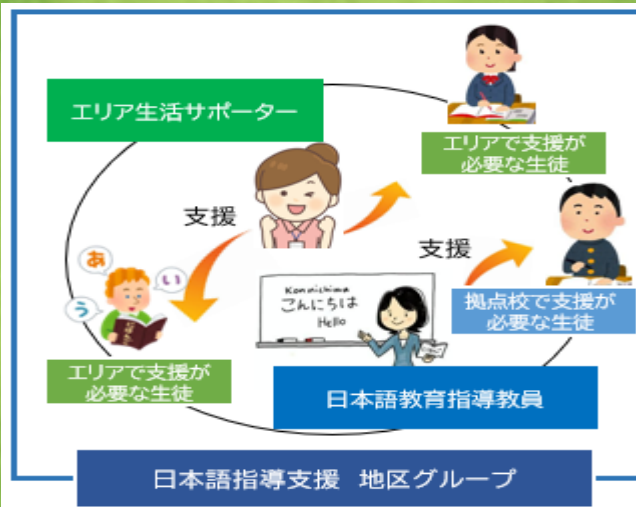 エリア生活サポーター
エリアで支援が
必要な生徒
支援
支援
あ
い
う
Konnichiwa
こんにちは
Hello
拠点校で支援が
必要な生徒
エリアで支援が
必要な生徒
日本語教育指導教員
日本語指導支援 地区グループ